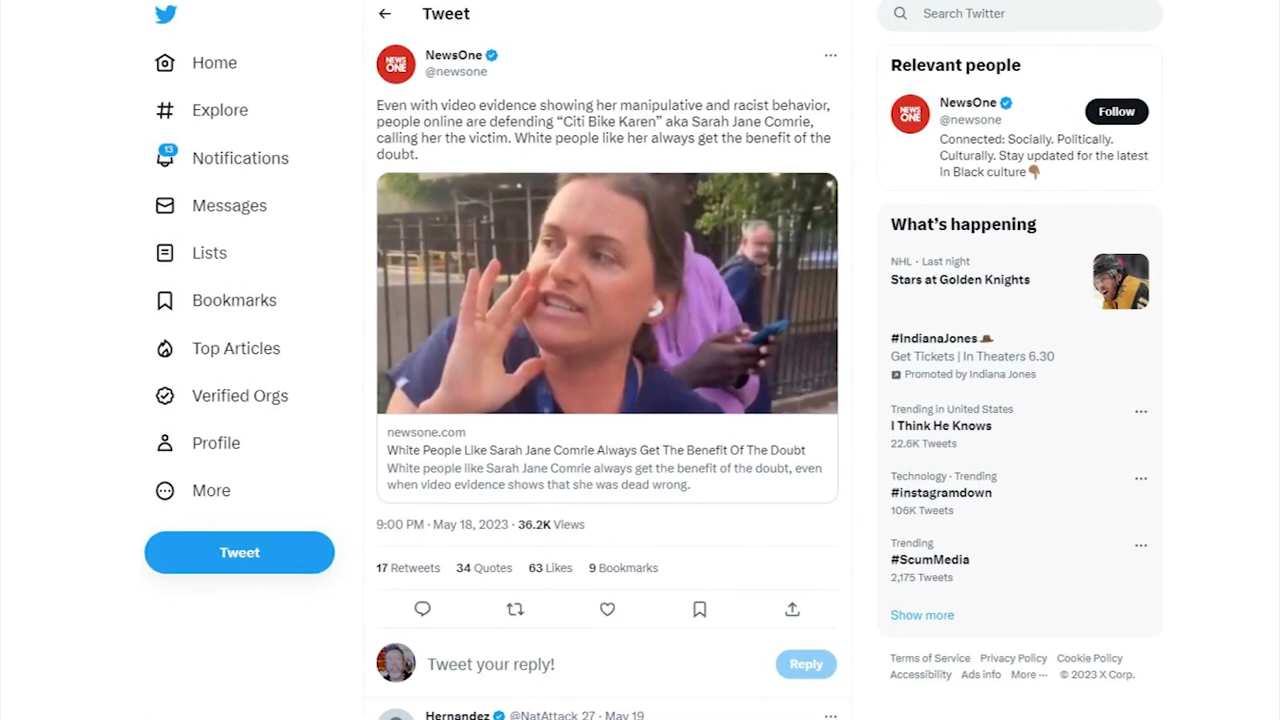 Home
Explore
13
Notifications
Messages
Lists
Bookmarks
Top Articles
Verified Orgs
Profile
More
Tweet
Tweet
NEWS
ONE
NewsOne
@newsone
Even with video evidence showing her manipulative and racist behavior,
people online are defending “Citi Bike Karen” aka Sarah Jane Comrie,
calling her the victim. White people like her always get the benefit of the
doubt.
newsone.com
White People Like Sarah Jane Comrie Always Get The Benefit Of The Doubt
White people like Sarah Jane Comrie always get the benefit of the doubt, even
when video evidence shows that she was dead wrong.
9:00 PM · May 18, 2023 · 36.2K Views
17 Retweets 34 Quotes 63 Likes 9 Bookmarks
Tweet your reply!
Reply
Hernandez @NatAttack_27 · May 19
Search Twitter
Relevant people
NEWS
ONE
NewsOne
@newsone
Follow
Connected: Socially. Politically.
Culturally. Stay updated for the latest
in Black culture👇🏾
What’s happening
NHL · Last night
Stars at Golden Knights
#IndianaJones
Get Tickets | In Theaters 6.30
Promoted by Indiana Jones
Trending in United States
I Think He Knows
22.6K Tweets
Technology · Trending
#instagramdown
106K Tweets
Trending
#ScumMedia
2,175 Tweets
Show more
Terms of Service Privacy Policy Cookie Policy
Accessibility Ads info More ··· © 2023 X Corp.